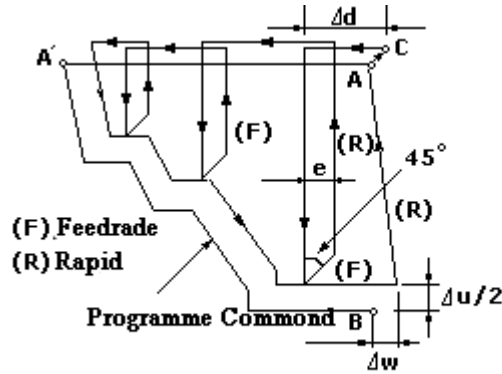 Δd
C
A'
A
(F)
(R)
45°
e
(R)
(F) Feedrade
(R) Rapid
(F)
Δu/2
Programme Commond
B
Δw